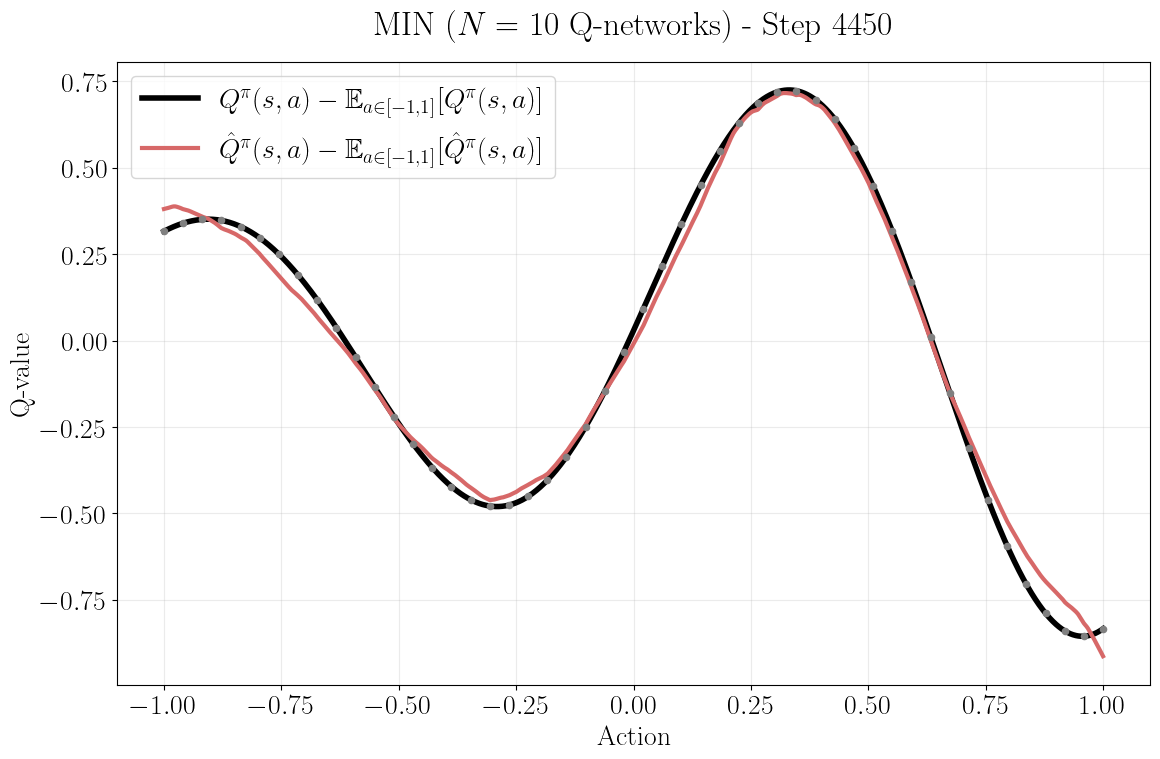 MIN (N = 10 Q-networks) - Step 4450
Q^π(s, a) − 𝔼_{a∈[−1,1]}[Q^π(s, a)]
Q̂^π(s, a) − 𝔼_{a∈[−1,1]}[Q̂^π(s, a)]
0.75
0.50
0.25
0.00
−0.25
−0.50
−0.75
Q-value
−1.00 −0.75 −0.50 −0.25 0.00 0.25 0.50 0.75 1.00
Action